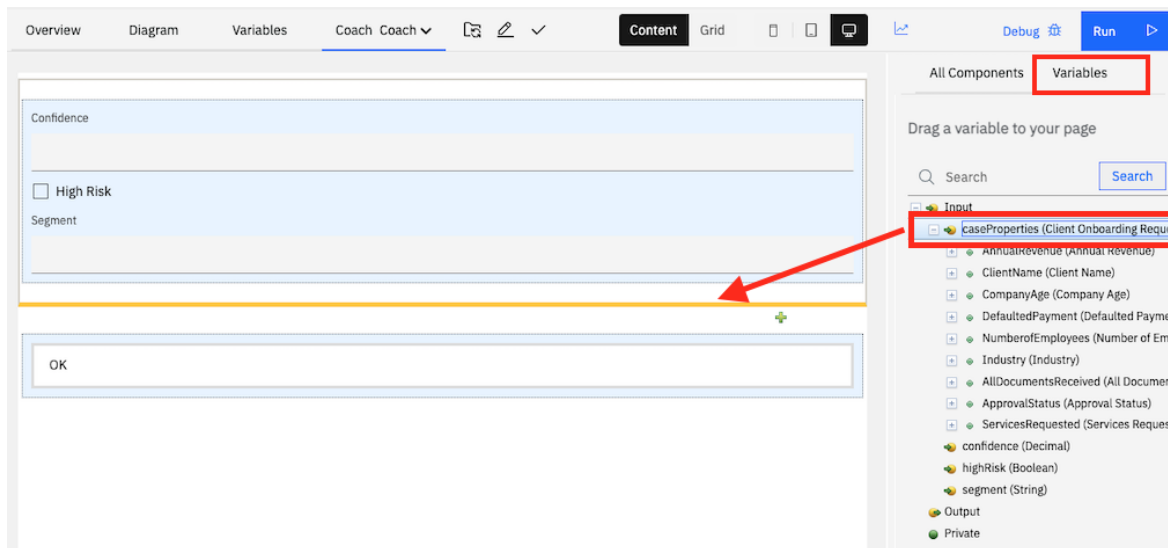 Overview Diagram Variables Coach Coach Content Grid Debug Run
All Components Variables
Confidence
Drag a variable to your page
Search Search
High Risk
Input
Segment
caseProperties (Client Onboarding Requ
AnnualRevenue (Annual Revenue)
ClientName (Client Name)
CompanyAge (Company Age)
DefaultedPayment (Defaulted Payme
NumberofEmployees (Number of Em
Industry (Industry)
OK
AllDocumentsReceived (All Documen
ApprovalStatus (Approval Status)
ServicesRequested (Services Reques
confidence (Decimal)
highRisk (Boolean)
segment (String)
Output
Private